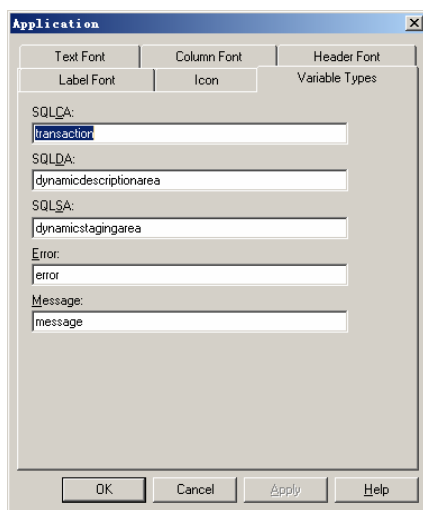 Application
Text Font
Column Font
Header Font
Label Font
Icon
Variable Types
SQLCA:
transaction
SQLDA:
dynamicdescriptionarea
SQLSA:
dynamicstagingarea
Error:
error
Message:
message
OK
Cancel
Apply
Help